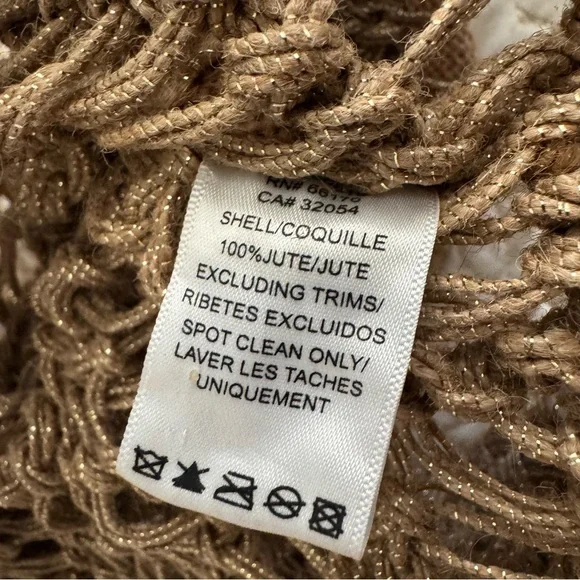 CA# 32054
SHELL/COQUILLE
100%JUTE/JUTE
EXCLUDING TRIMS/
RIBETES EXCLUIDOS
SPOT CLEAN ONLY/
LAVER LES TACHES
UNIQUEMENT